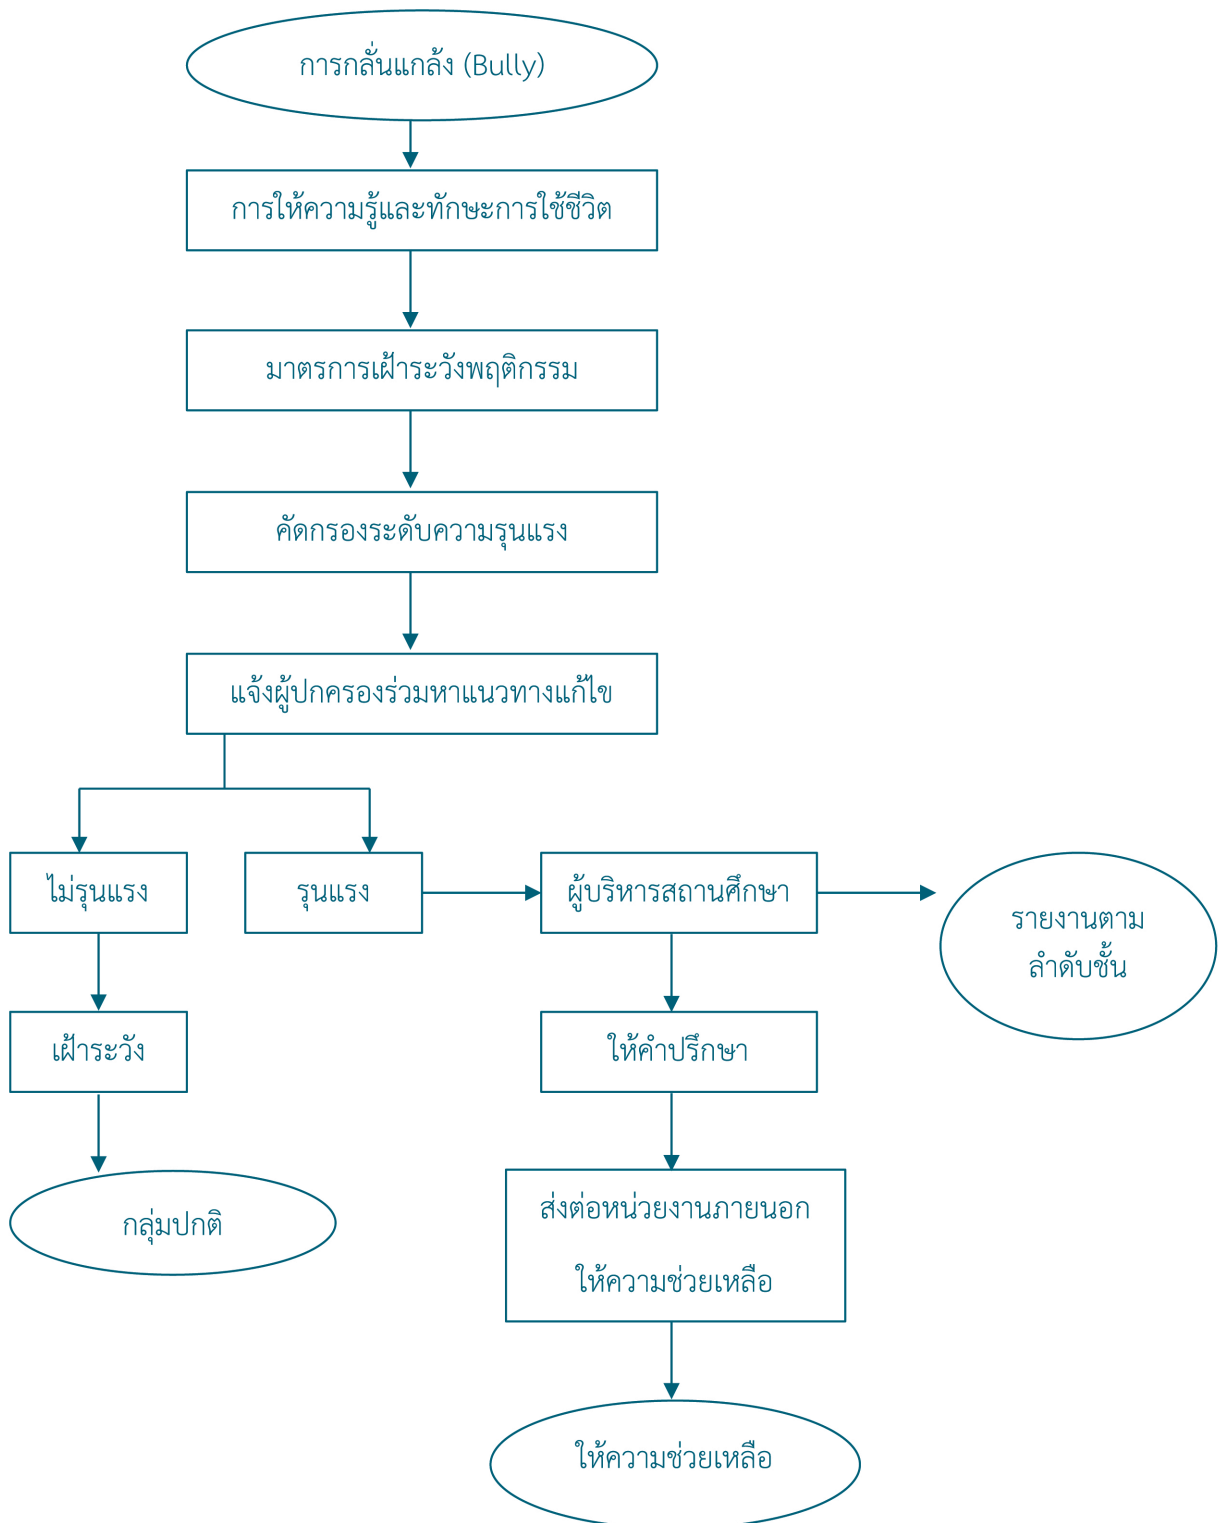 การกลั่นแกล้ง (Bully)
การให้ความรู้และทักษะการใช้ชีวิต
มาตรการเฝ้าระวังพฤติกรรม
คัดกรองระดับความรุนแรง
แจ้งผู้ปกครองร่วมหาแนวทางแก้ไข
ไม่รุนแรง
รุนแรง
ผู้บริหารสถานศึกษา
รายงานตาม
ลำดับชั้น
เฝ้าระวัง
ให้คำปรึกษา
กลุ่มปกติ
ส่งต่อหน่วยงานภายนอก
ให้ความช่วยเหลือ
ให้ความช่วยเหลือ